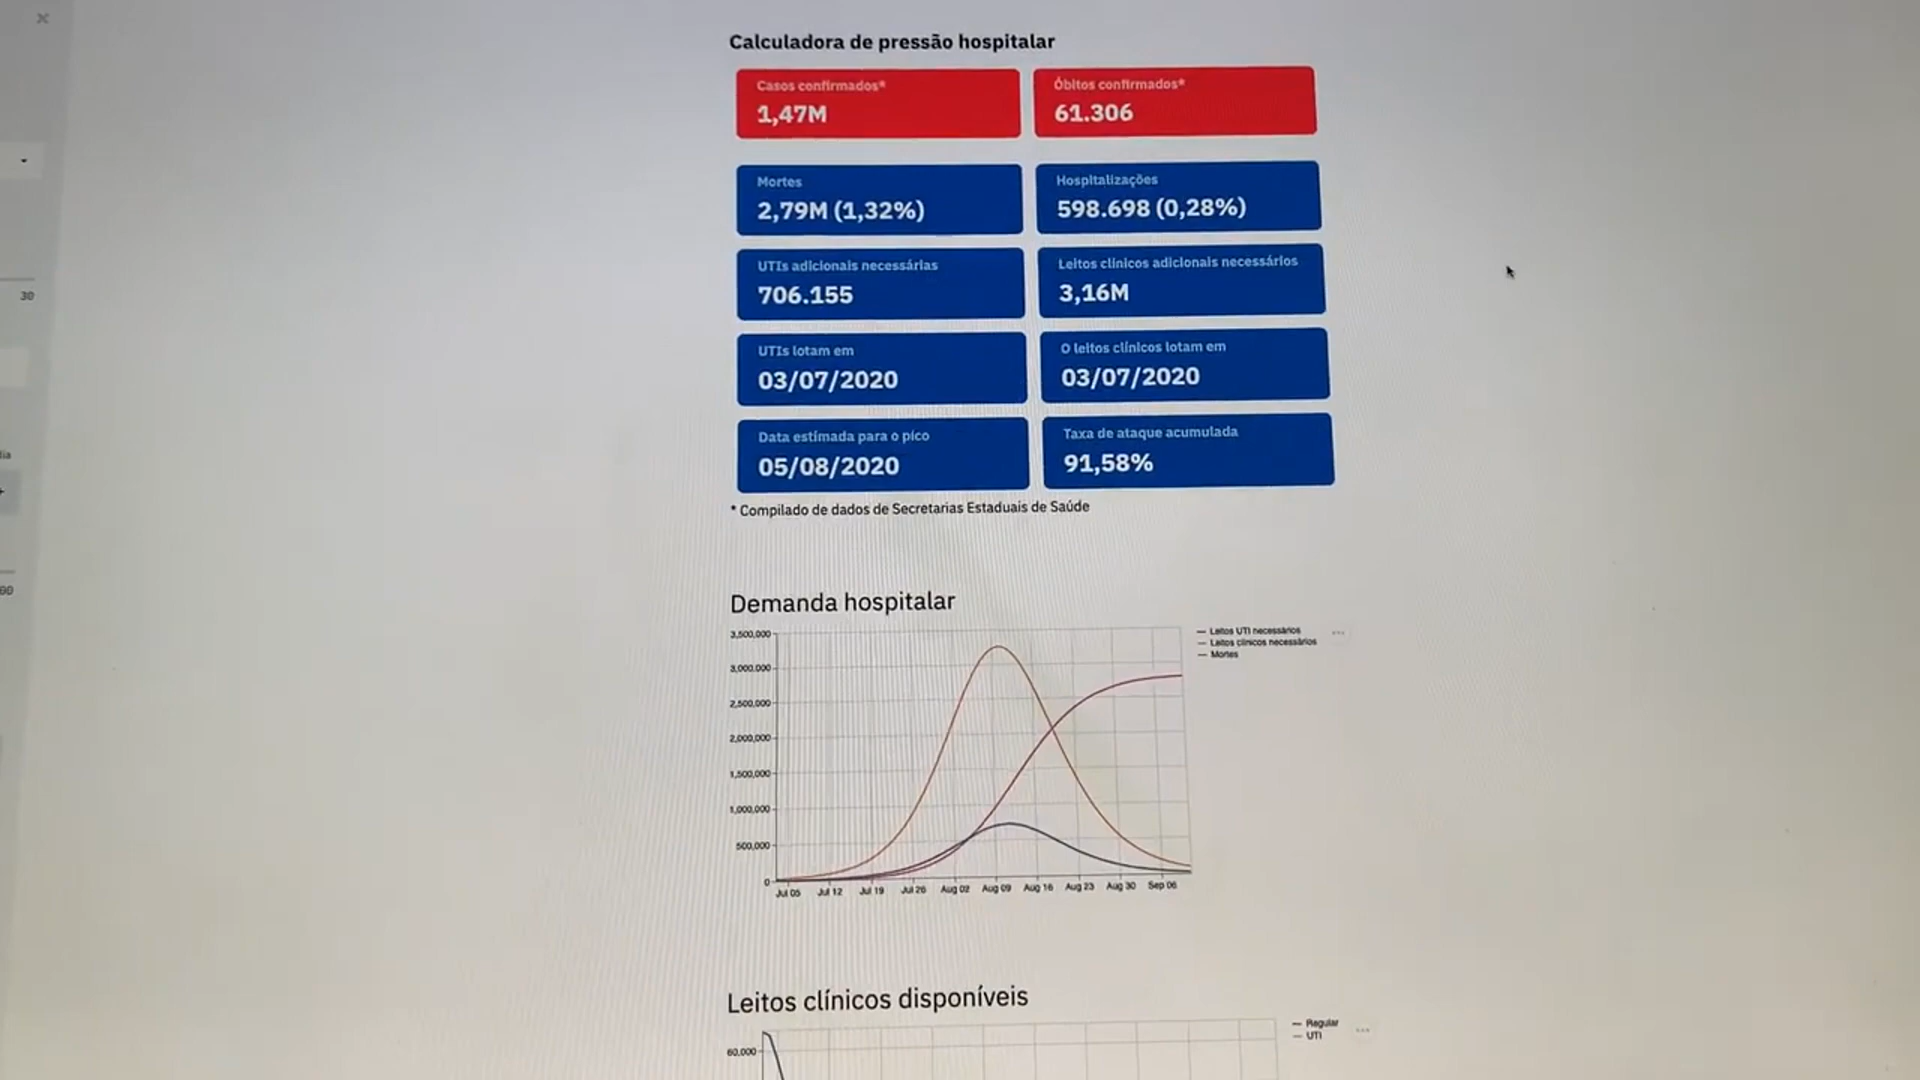 Calculadora de pressão hospitalar
Casos confirmados*
1,47M
Óbitos confirmados*
61.306
Mortes
2,79M (1,32%)
Hospitalizações
598.698 (0,28%)
UTIs adicionais necessárias
706.155
Leitos clínicos adicionais necessários
3,16M
UTIs lotam em
03/07/2020
O leitos clínicos lotam em
03/07/2020
Data estimada para o pico
05/08/2020
Taxa de ataque acumulada
91,58%
* Compilado de dados de Secretarias Estaduais de Saúde
30
Demanda hospitalar
3,500,000
3,000,000
2,500,000
2,000,000
1,500,000
1,000,000
500,000
0
Jul 05 Jul 12 Jul 19 Jul 26 Aug 02 Aug 09 Aug 16 Aug 23 Aug 30 Sep 06
Leitos UTI necessários
Leitos clínicos necessários
Mortes
Leitos clínicos disponíveis
60,000
Regular
UTI